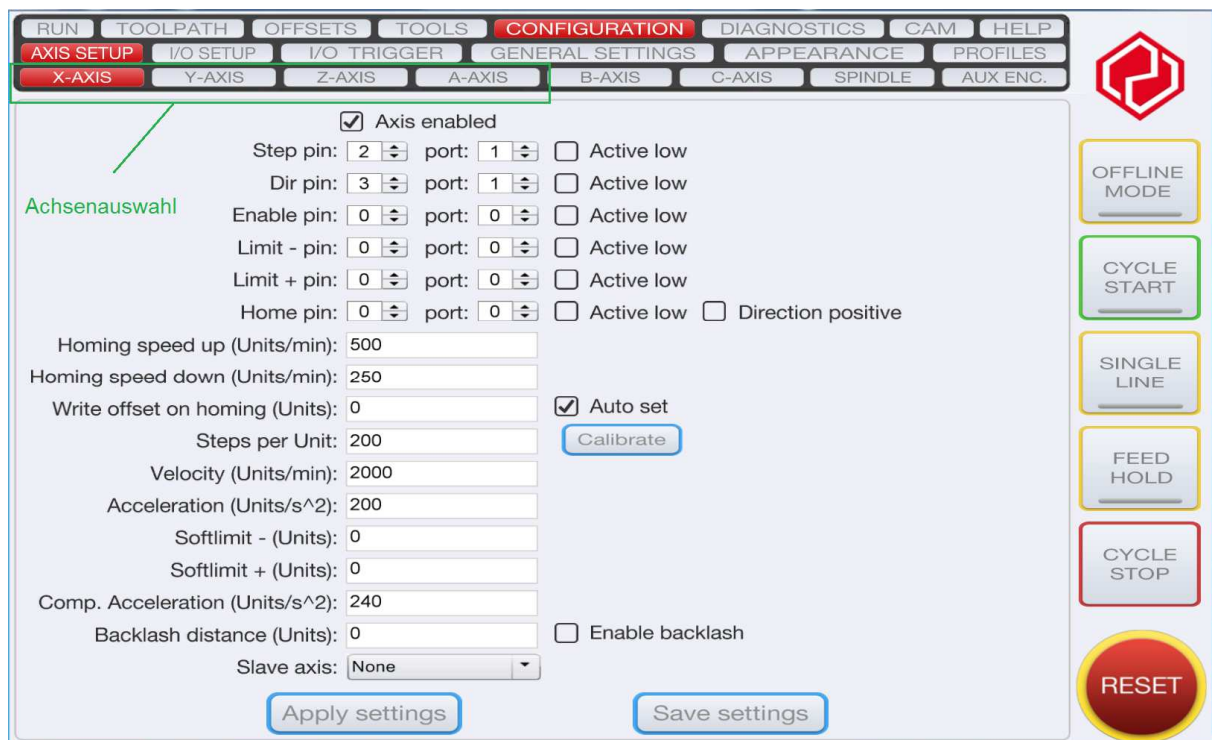 RUN TOOLPATH OFFSETS TOOLS CONFIGURATION DIAGNOSTICS CAM HELP
AXIS SETUP I/O SETUP I/O TRIGGER GENERAL SETTINGS APPEARANCE PROFILES
X-AXIS Y-AXIS Z-AXIS A-AXIS B-AXIS C-AXIS SPINDLE AUX ENC.
Axis enabled
Step pin: 2 port: 1 Active low
Dir pin: 3 port: 1 Active low
Achsenauswahl
Enable pin: 0 port: 0 Active low
Limit - pin: 0 port: 0 Active low
Limit + pin: 0 port: 0 Active low
Home pin: 0 port: 0 Active low Direction positive
Homing speed up (Units/min): 500
Homing speed down (Units/min): 250
Write offset on homing (Units): 0 Auto set
Steps per Unit: 200 Calibrate
Velocity (Units/min): 2000
Acceleration (Units/s^2): 200
Softlimit - (Units): 0
Softlimit + (Units): 0
Comp. Acceleration (Units/s^2): 240
Backlash distance (Units): 0 Enable backlash
Slave axis: None
Apply settings Save settings
OFFLINE
MODE
CYCLE
START
SINGLE
LINE
FEED
HOLD
CYCLE
STOP
RESET